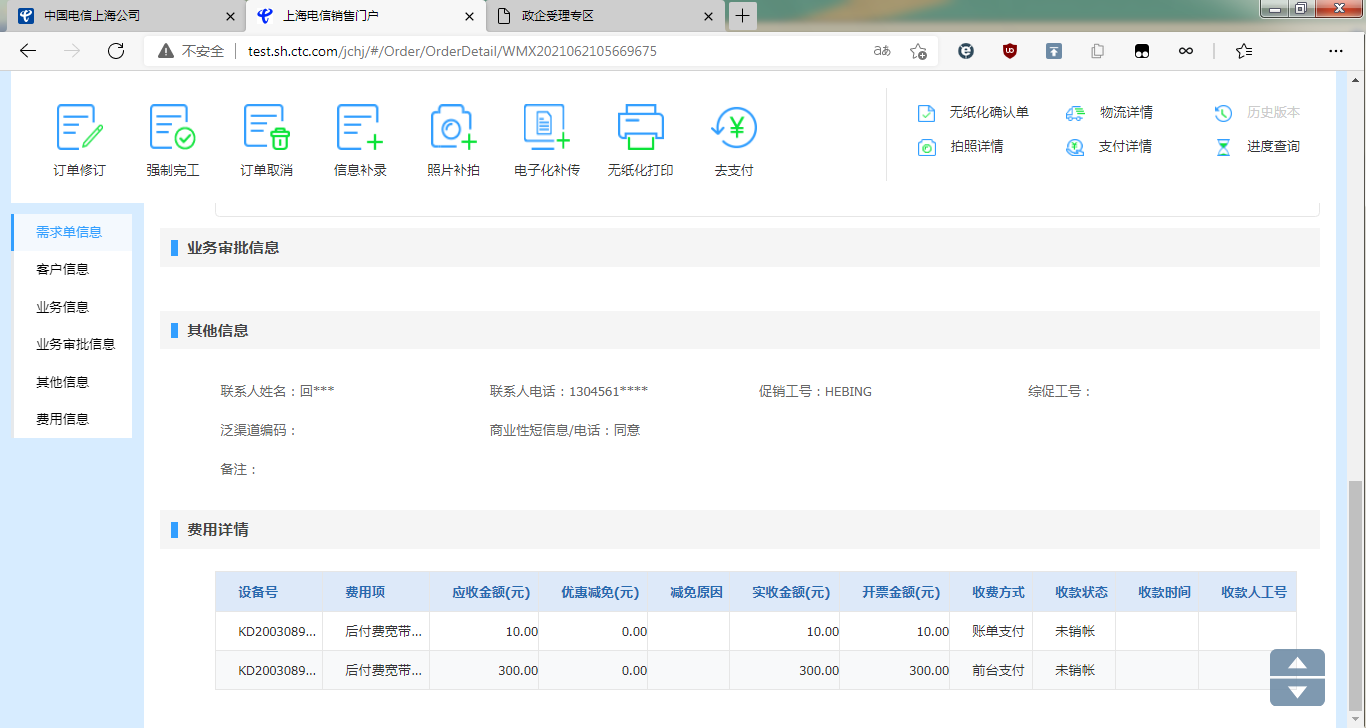 中国电信上海公司
上海电信销售门户
政企受理专区
不安全
test.sh.ctc.com/jchj/#/Order/OrderDetail/WMX2021062105669675
订单修订
强制完工
订单取消
信息补录
照片补拍
电子化补传
无纸化打印
去支付
无纸化确认单
物流详情
历史版本
拍照详情
支付详情
进度查询
需求单信息
客户信息
业务信息
业务审批信息
其他信息
费用信息
业务审批信息
其他信息
联系人姓名：回*** 联系人电话：1304561**** 促销工号：HEBING 综促工号：
泛渠道编码： 商业性短信息/电话：同意
备注：
费用详情
设备号 费用项 应收金额(元) 优惠减免(元) 减免原因 实收金额(元) 开票金额(元) 收费方式 收款状态 收款时间 收款人工号
KD2003089... 后付费宽带... 10.00 0.00 10.00 10.00 账单支付 未销帐
KD2003089... 后付费宽带... 300.00 0.00 300.00 300.00 前台支付 未销帐